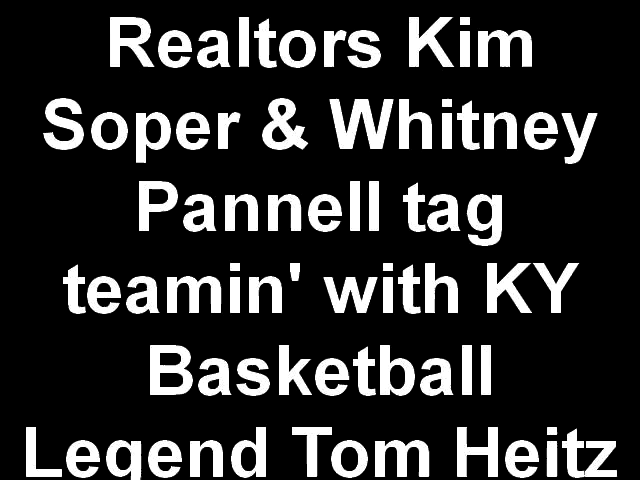 Realtors Kim
Soper & Whitney
Pannell tag
teamin' with KY
Basketball
Legend Tom Heitz